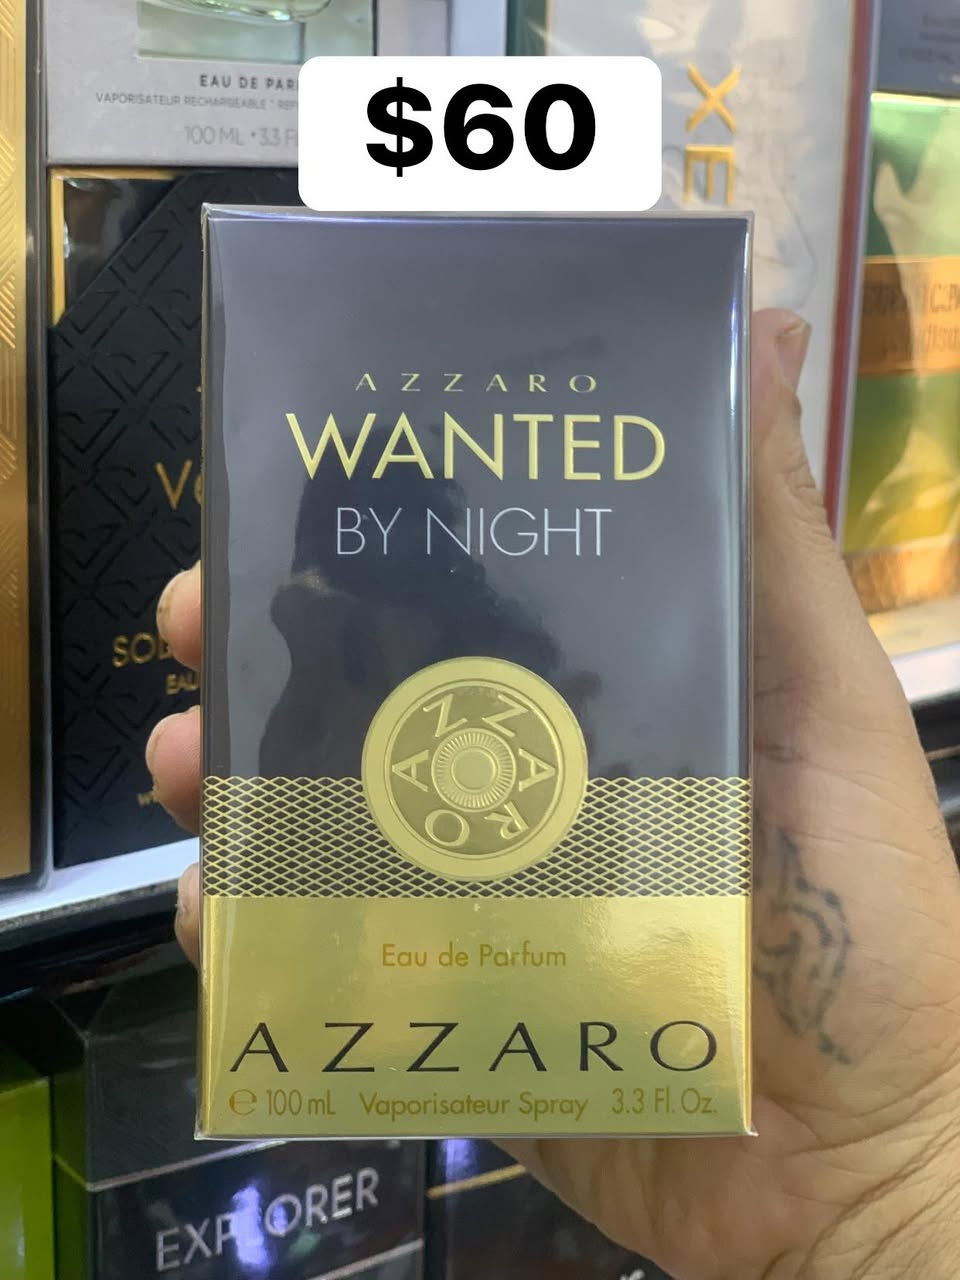 $60
EAU DE
VAPORISATEUR RECHARGEABLE
100 ML • 3.3
XE
AZZARO
WANTED
BY NIGHT
AZZARO
Eau de Parfum
AZZARO
e 100 mL Vaporisateur Spray 3.3 Fl. Oz.
EXPLORER